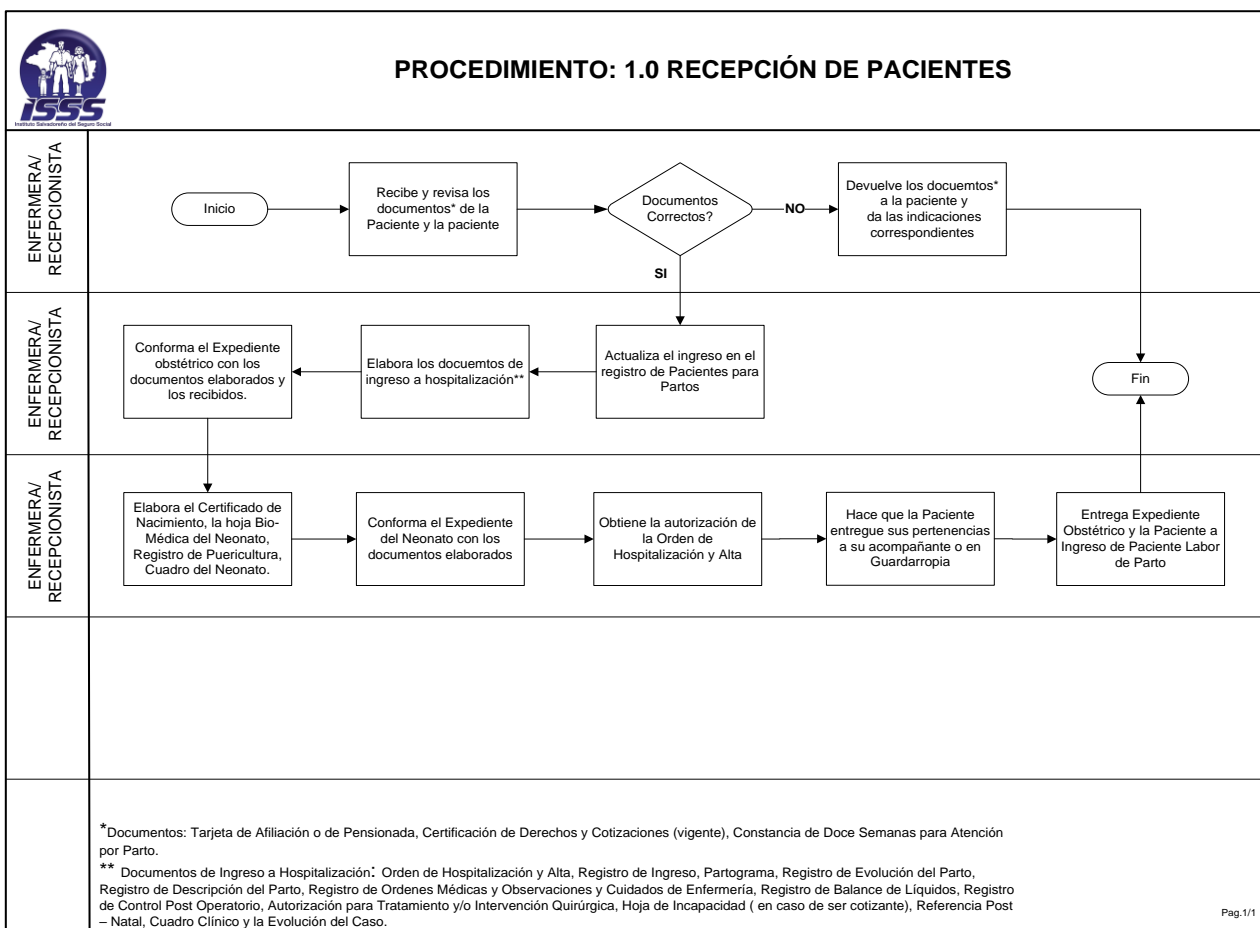 ISSS
Instituto Salvadoreño del Seguro Social
PROCEDIMIENTO: 1.0 RECEPCIÓN DE PACIENTES
ENFERMERA/
RECEPCIONISTA
Inicio
Recibe y revisa los
documentos* de la
Paciente y la paciente
Documentos
Correctos?
NO
Devuelve los docuemtos*
a la paciente y
da las indicaciones
correspondientes
SI
ENFERMERA/
RECEPCIONISTA
Conforma el Expediente
obstétrico con los
documentos elaborados y
los recibidos.
Elabora los docuemtos de
ingreso a hospitalización**
Actualiza el ingreso en el
registro de Pacientes para
Partos
Fin
ENFERMERA/
RECEPCIONISTA
Elabora el Certificado de
Nacimiento, la hoja Bio-
Médica del Neonato,
Registro de Puericultura,
Cuadro del Neonato.
Conforma el Expediente
del Neonato con los
documentos elaborados
Obtiene la autorización de
la Orden de
Hospitalización y Alta
Hace que la Paciente
entregue sus pertenencias
a su acompañante o en
Guardarropia
Entrega Expediente
Obstétrico y la Paciente a
Ingreso de Paciente Labor
de Parto
*Documentos: Tarjeta de Afiliación o de Pensionada, Certificación de Derechos y Cotizaciones (vigente), Constancia de Doce Semanas para Atención
por Parto.
** Documentos de Ingreso a Hospitalización: Orden de Hospitalización y Alta, Registro de Ingreso, Partograma, Registro de Evolución del Parto,
Registro de Descripción del Parto, Registro de Ordenes Médicas y Observaciones y Cuidados de Enfermería, Registro de Balance de Líquidos, Registro
de Control Post Operatorio, Autorización para Tratamiento y/o Intervención Quirúrgica, Hoja de Incapacidad ( en caso de ser cotizante), Referencia Post
– Natal, Cuadro Clínico y la Evolución del Caso.
Pag.1/1